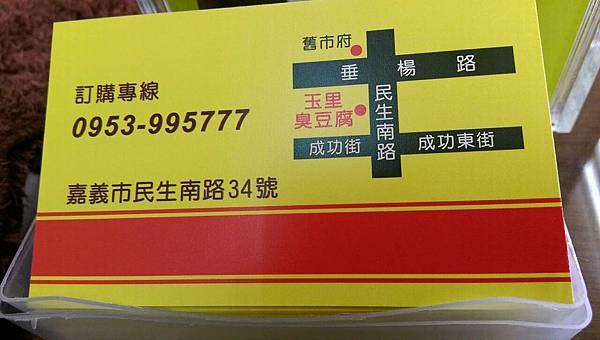 訂購專線
0953-995777
嘉義市民生南路34號
舊市府
垂楊路
玉里
臭豆腐
民生南路
成功街
成功東街